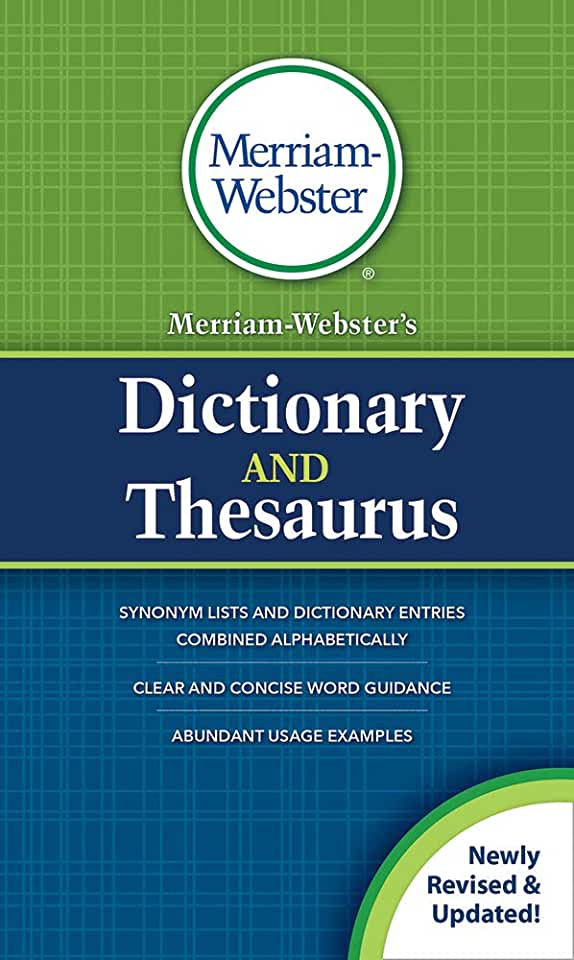 Merriam-
Webster
®
Merriam-Webster's
Dictionary
AND
Thesaurus
SYNONYM LISTS AND DICTIONARY ENTRIES
COMBINED ALPHABETICALLY
CLEAR AND CONCISE WORD GUIDANCE
ABUNDANT USAGE EXAMPLES
Newly
Revised &
Updated!